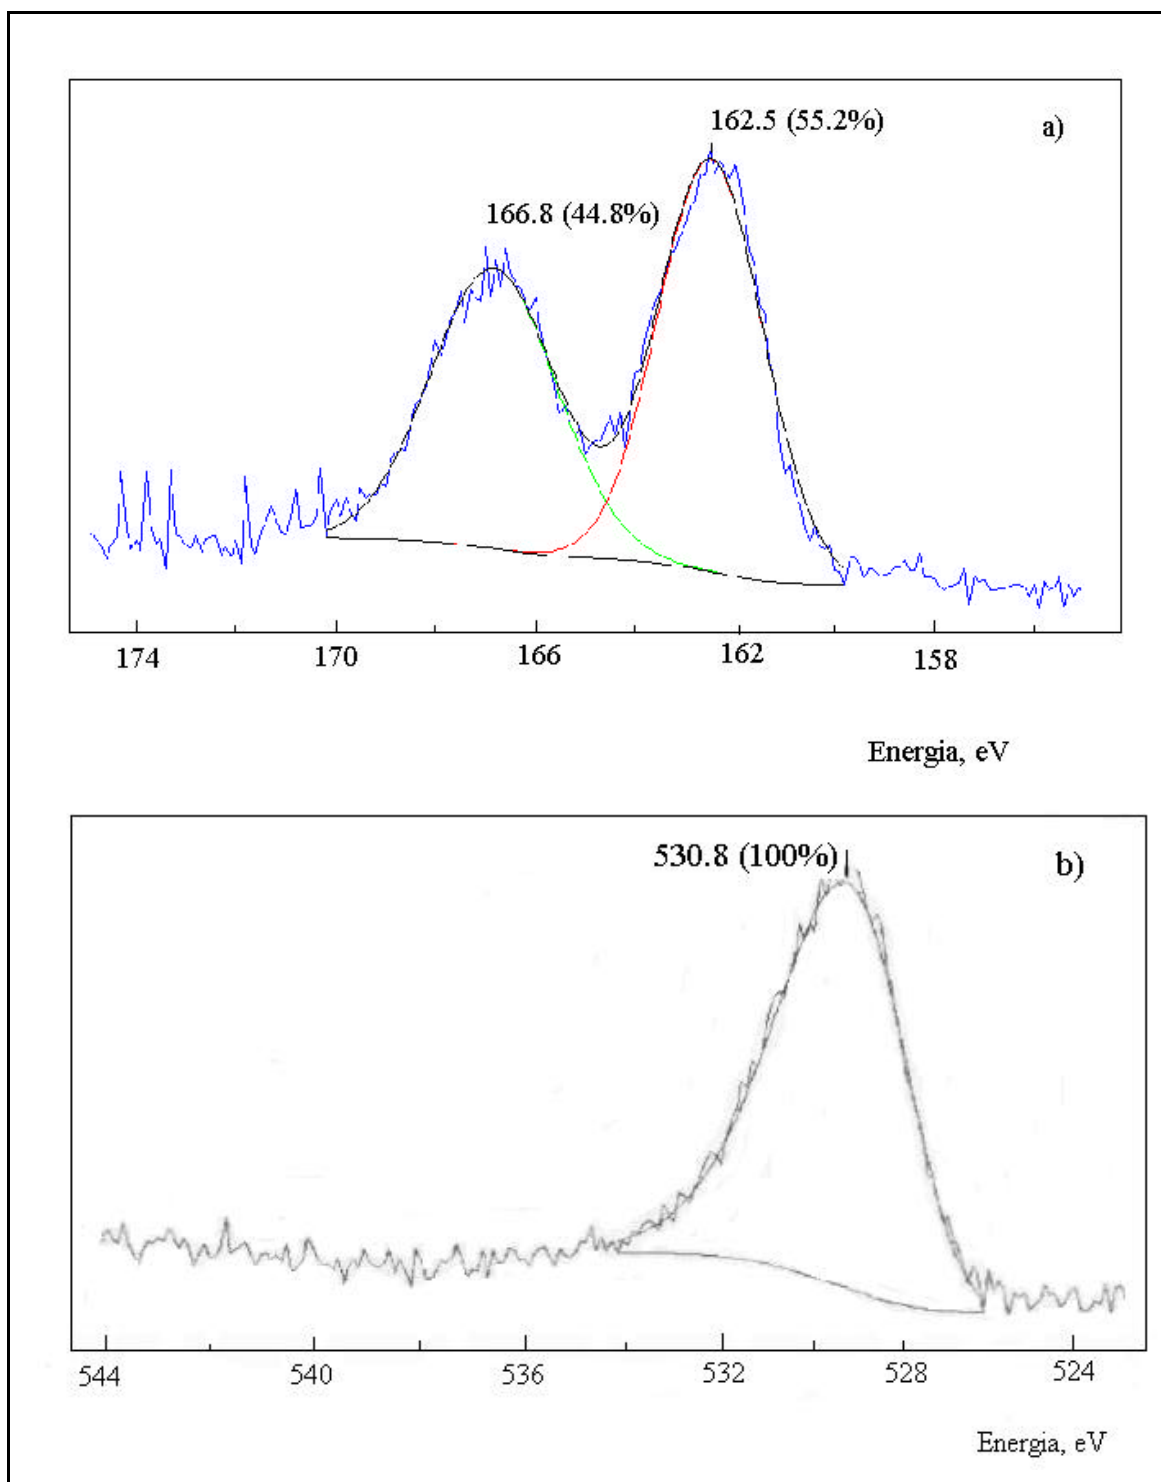 162.5 (55.2%)
a)
166.8 (44.8%)
174 170 166 162 158
Energia, eV
530.8 (100%)
b)
544 540 536 532 528 524
Energia, eV